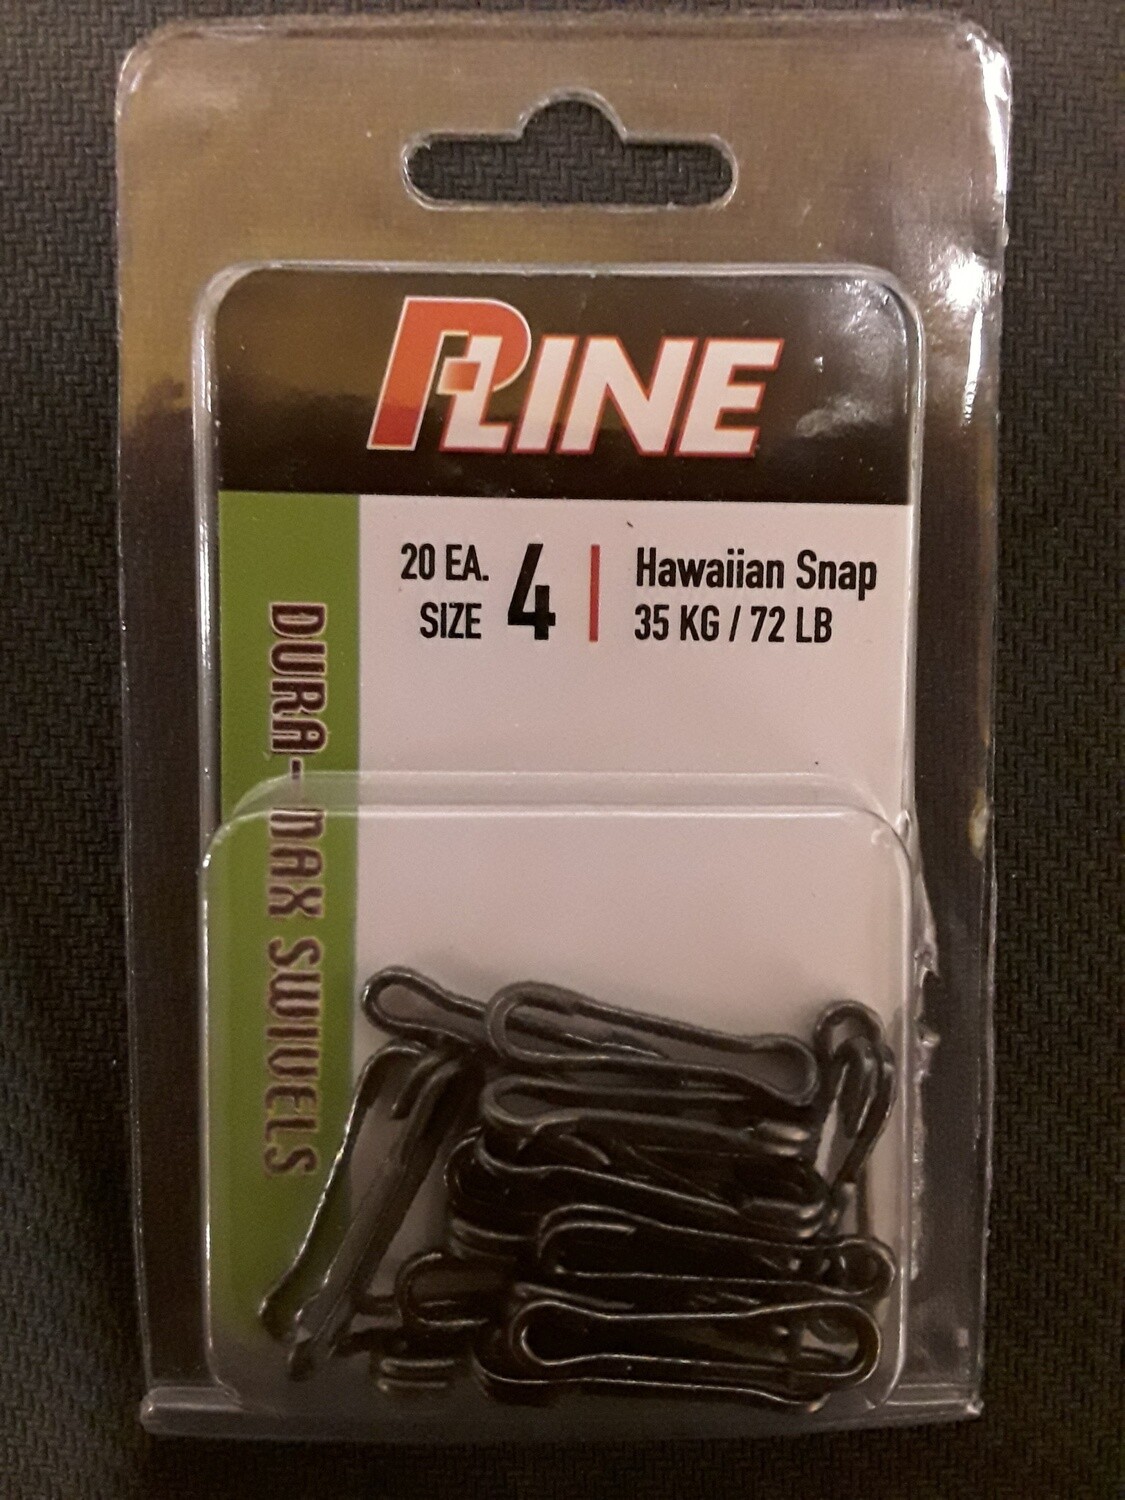 P-LINE
20 EA.
SIZE 4
Hawaiian Snap
35 KG / 72 LB
DURA-MAX SWIVELS